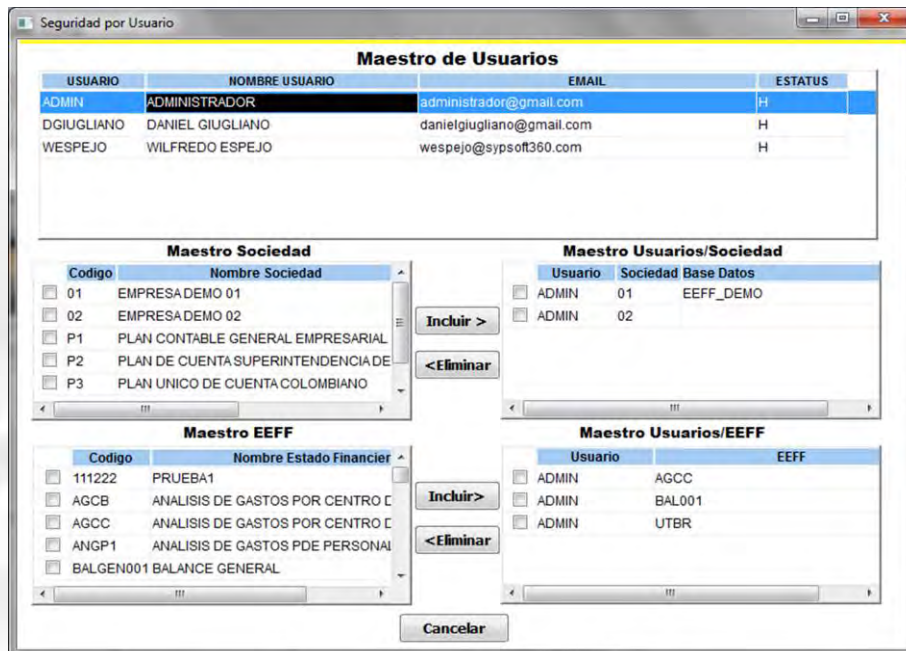 Seguridad por Usuario
Maestro de Usuarios
USUARIO NOMBRE USUARIO EMAIL ESTATUS
ADMIN ADMINISTRADOR administrador@gmail.com H
DGIUGLIANO DANIEL GIUGLIANO danielgiugliano@gmail.com H
WESPEJO WILFREDO ESPEJO wespejo@sypsoft360.com H
Maestro Sociedad
Codigo Nombre Sociedad
01 EMPRESA DEMO 01
02 EMPRESA DEMO 02
P1 PLAN CONTABLE GENERAL EMPRESARIAL
P2 PLAN DE CUENTA SUPERINTENDENCIA DE
P3 PLAN UNICO DE CUENTA COLOMBIANO
Incluir >
<Eliminar
Maestro Usuarios/Sociedad
Usuario Sociedad Base Datos
ADMIN 01 EEFF_DEMO
ADMIN 02
Maestro EEFF
Codigo Nombre Estado Financier
111222 PRUEBA1
AGCB ANALISIS DE GASTOS POR CENTRO D
AGCC ANALISIS DE GASTOS POR CENTRO D
ANGP1 ANALISIS DE GASTOS PDE PERSONAL
BALGEN001 BALANCE GENERAL
Incluir>
<Eliminar
Maestro Usuarios/EEFF
Usuario EEFF
ADMIN AGCC
ADMIN BAL001
ADMIN UTBR
Cancelar